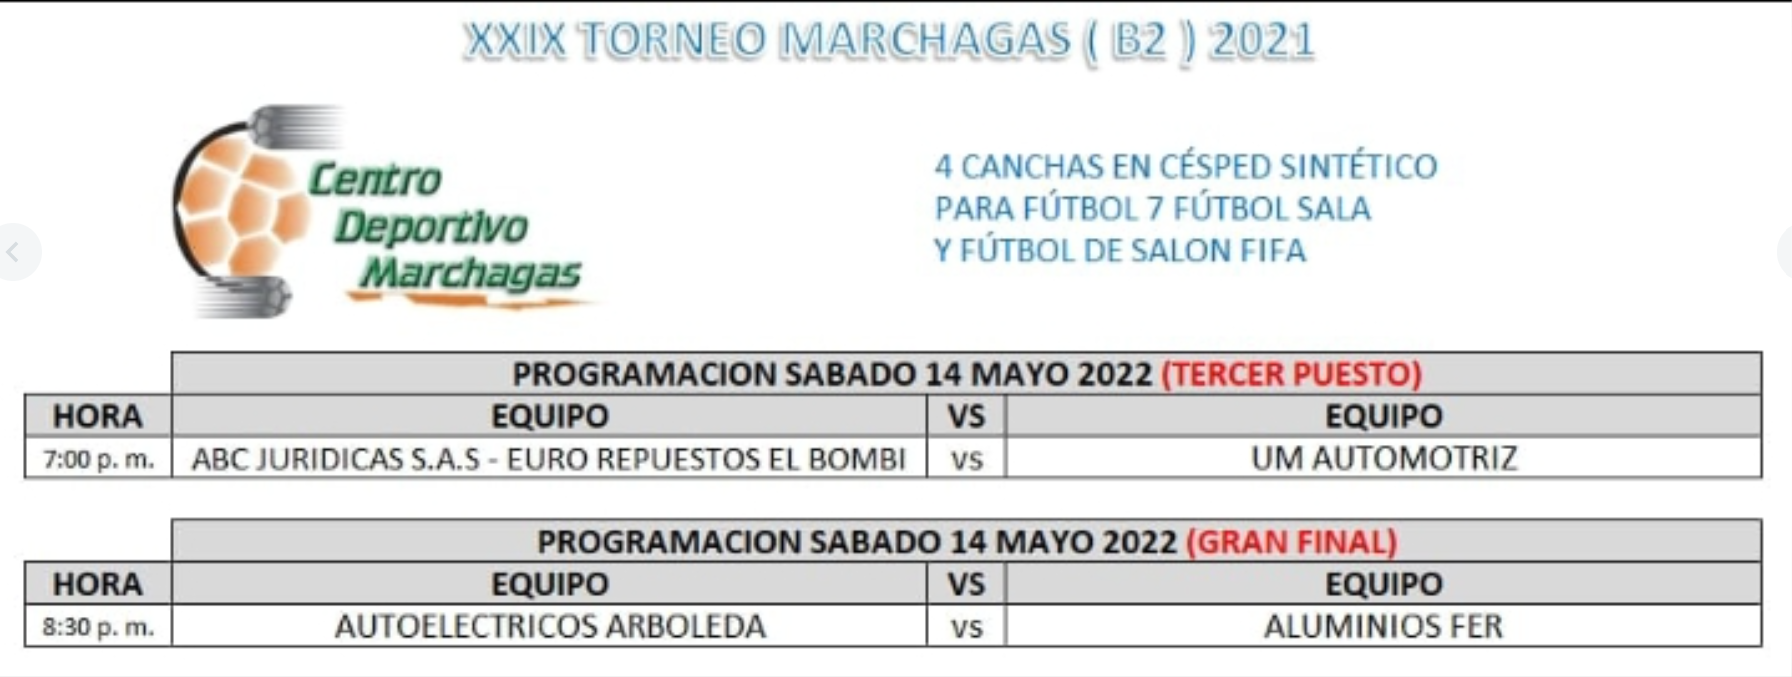 XXIX TORNEO MARCHAGAS ( B2 ) 2021
Centro
Deportivo
Marchagas
4 CANCHAS EN CÉSPED SINTÉTICO
PARA FÚTBOL 7 FÚTBOL SALA
Y FÚTBOL DE SALON FIFA
PROGRAMACION SABADO 14 MAYO 2022 (TERCER PUESTO)
HORA EQUIPO VS EQUIPO
7:00 p. m. ABC JURIDICAS S.A.S - EURO REPUESTOS EL BOMBI vs UM AUTOMOTRIZ
PROGRAMACION SABADO 14 MAYO 2022 (GRAN FINAL)
HORA EQUIPO VS EQUIPO
8:30 p. m. AUTOELECTRICOS ARBOLEDA vs ALUMINIOS FER